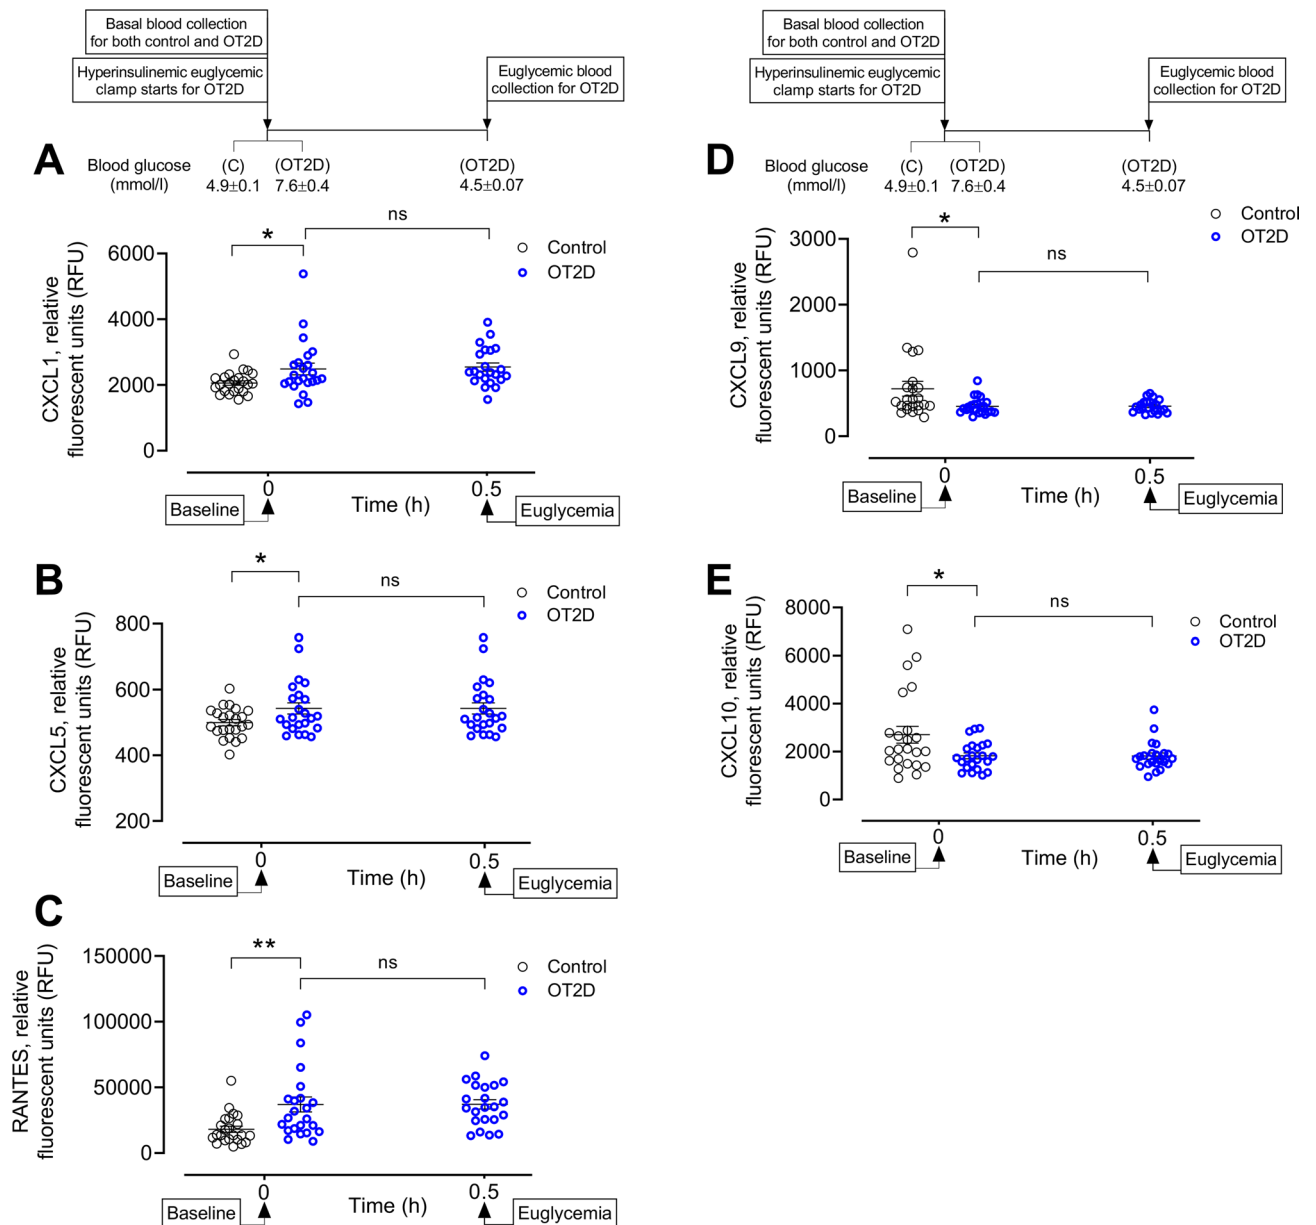 Basal blood collection
for both control and OT2D
Hyperinsulinemic euglycemic
clamp starts for OT2D
Euglycemic blood
collection for OT2D
A
Blood glucose
(mmol/l)
(C)
4.9±0.1
(OT2D)
7.6±0.4
(OT2D)
4.5±0.07
ns
*
Control
OT2D
CXCL1, relative
fluorescent units (RFU)
6000
4000
2000
0
0
0.5
Time (h)
Baseline
Euglycemia
B
*
ns
Control
OT2D
CXCL5, relative
fluorescent units (RFU)
800
600
400
200
0
0.5
Time (h)
Baseline
Euglycemia
C
**
ns
Control
OT2D
RANTES, relative
fluorescent units (RFU)
150000
100000
50000
0
0
0.5
Time (h)
Baseline
Euglycemia
Basal blood collection
for both control and OT2D
Hyperinsulinemic euglycemic
clamp starts for OT2D
Euglycemic blood
collection for OT2D
D
Blood glucose
(mmol/l)
(C)
4.9±0.1
(OT2D)
7.6±0.4
(OT2D)
4.5±0.07
*
ns
Control
OT2D
CXCL9, relative
fluorescent units (RFU)
3000
2000
1000
0
0
0.5
Time (h)
Baseline
Euglycemia
E
*
ns
Control
OT2D
CXCL10, relative
fluorescent units (RFU)
8000
6000
4000
2000
0
0
0.5
Time (h)
Baseline
Euglycemia